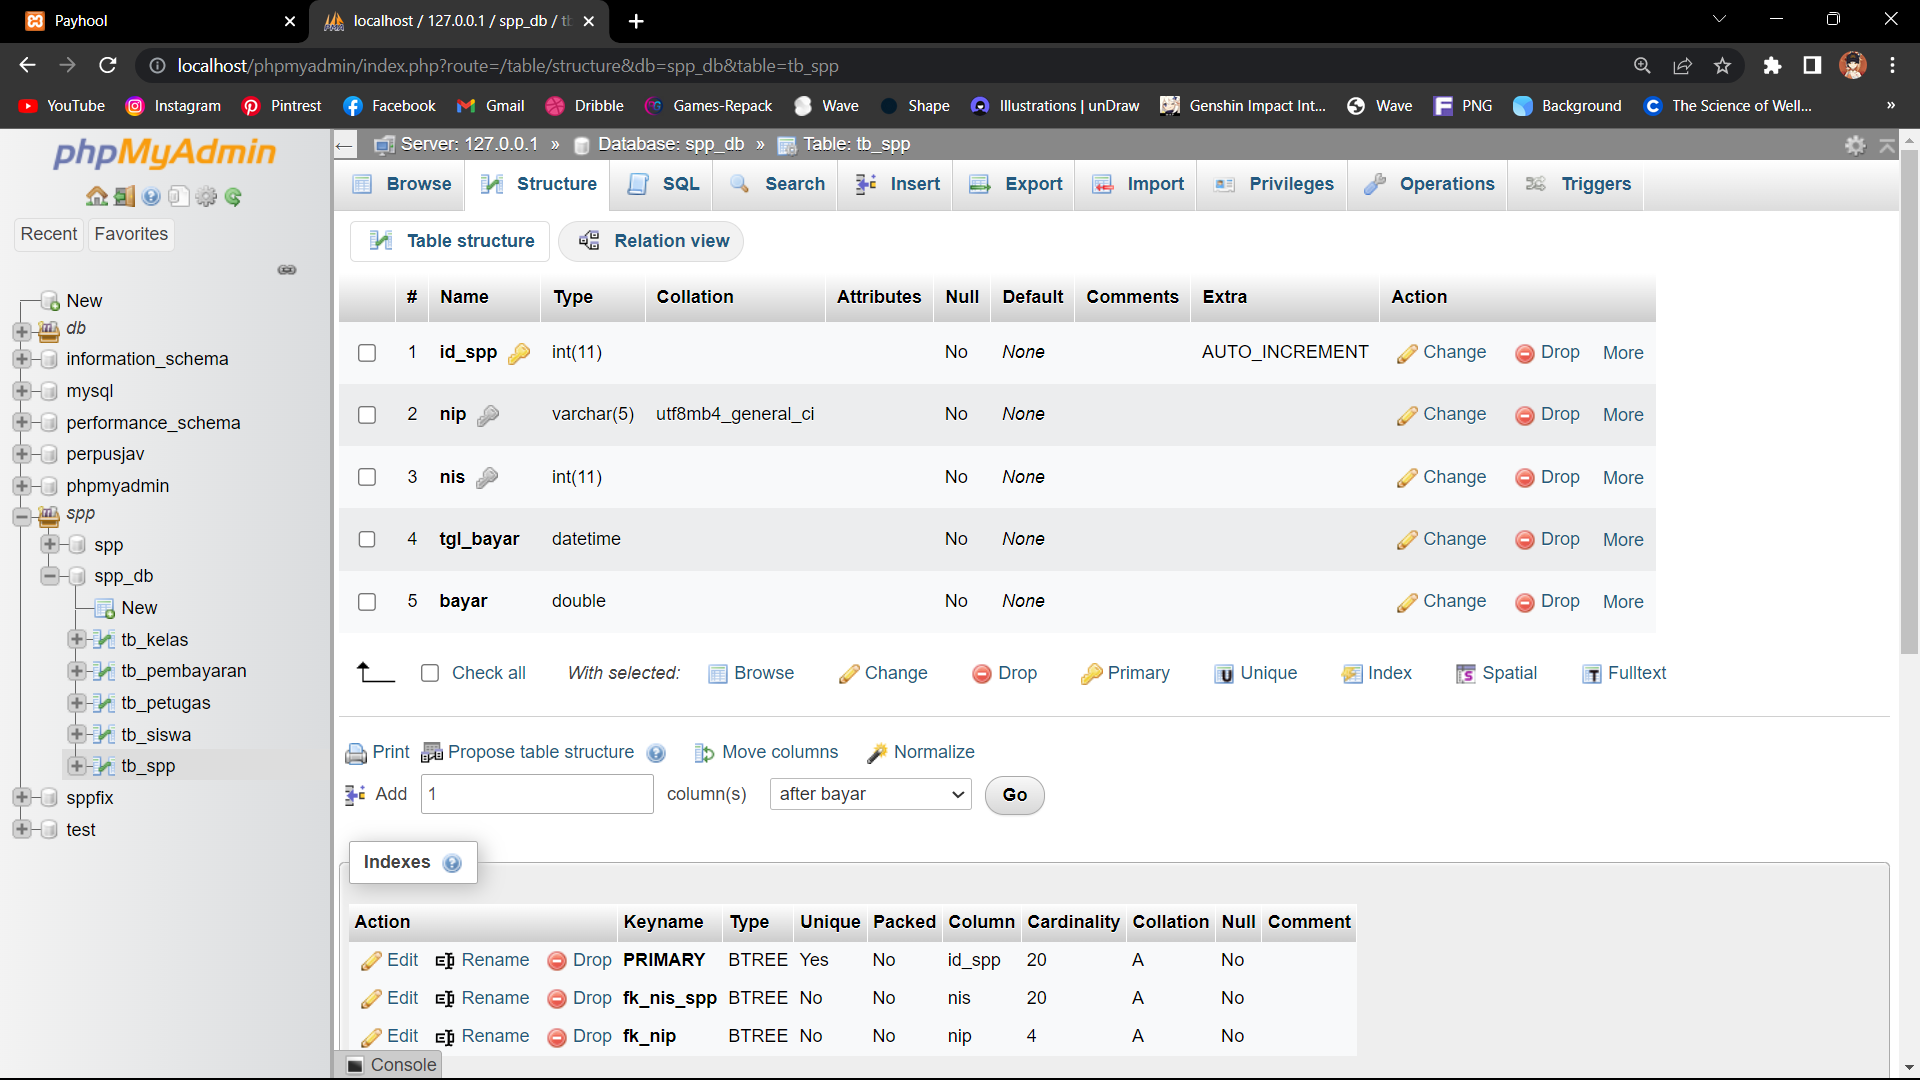 Payhool
localhost / 127.0.0.1 / spp_db / tb
localhost/phpmyadmin/index.php?route=/table/structure&db=spp_db&table=tb_spp
YouTube Instagram Pinterest Facebook Gmail Dribble Games-Repack Wave Shape Illustrations | unDraw Genshin Impact Int... Wave PNG Background The Science of Well... »
phpMyAdmin
Recent Favorites
New
db
information_schema
mysql
performance_schema
perpusjav
phpmyadmin
spp
spp
spp_db
New
tb_kelas
tb_pembayaran
tb_petugas
tb_siswa
tb_spp
sppfix
test
Server: 127.0.0.1 » Database: spp_db » Table: tb_spp
Browse Structure SQL Search Insert Export Import Privileges Operations Triggers
Table structure Relation view
# Name Type Collation Attributes Null Default Comments Extra Action
1 id_spp int(11) No None AUTO_INCREMENT Change Drop More
2 nip varchar(5) utf8mb4_general_ci No None Change Drop More
3 nis int(11) No None Change Drop More
4 tgl_bayar datetime No None Change Drop More
5 bayar double No None Change Drop More
Check all With selected: Browse Change Drop Primary Unique Index Spatial Fulltext
Print Propose table structure Move columns Normalize
Add 1 column(s) after bayar Go
Indexes
Action Keyname Type Unique Packed Column Cardinality Collation Null Comment
Edit Rename Drop PRIMARY BTREE Yes No id_spp 20 A No
Edit Rename Drop fk_nis_spp BTREE No No nis 20 A No
Edit Rename Drop fk_nip BTREE No No nip 4 A No
Console